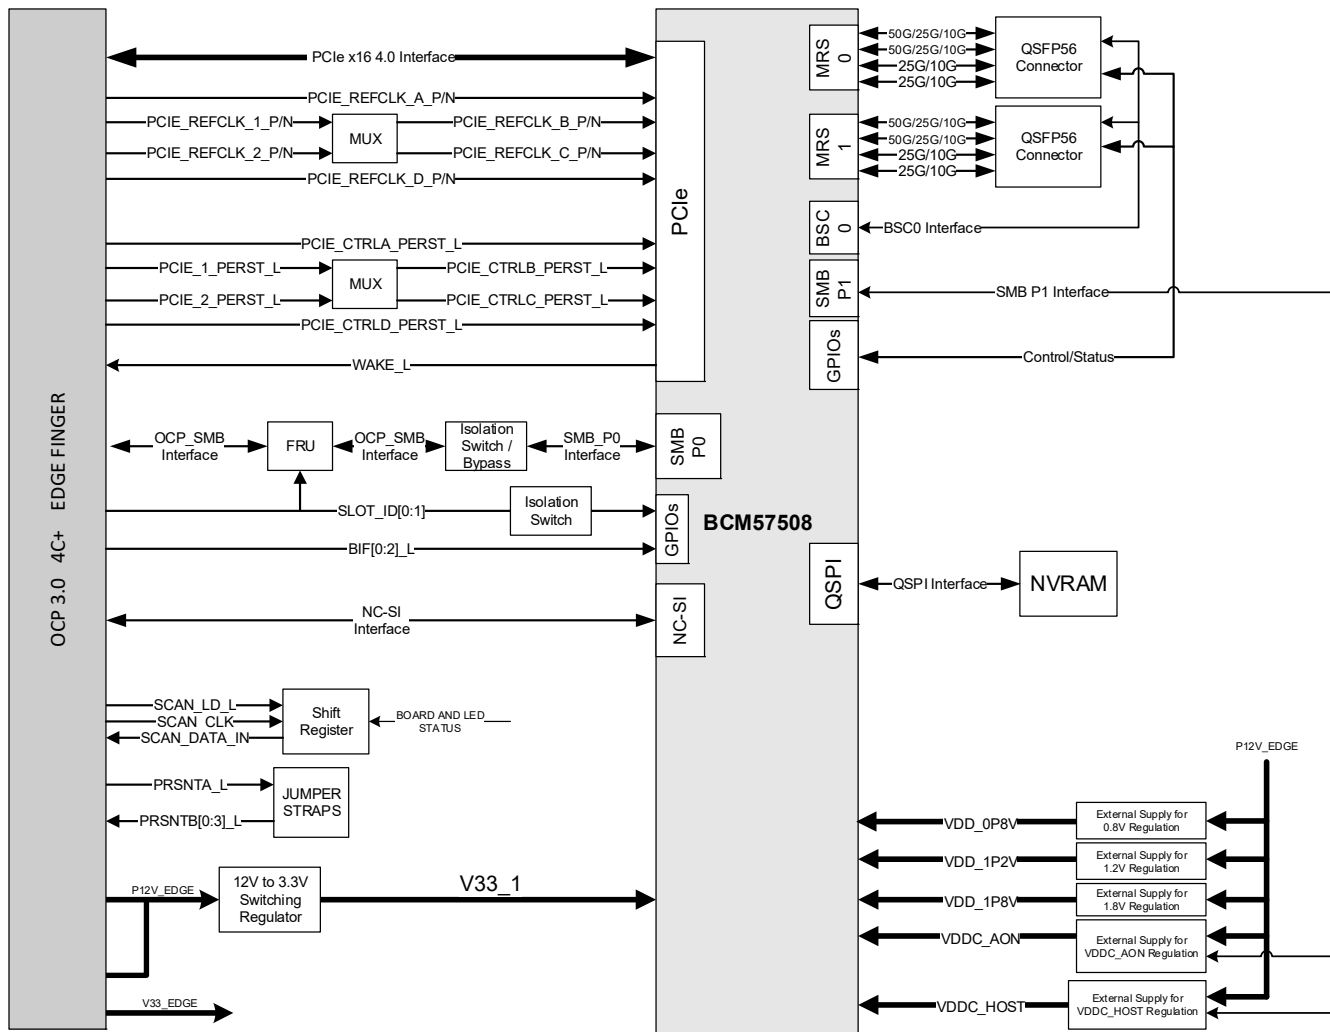 PCIe x16 4.0 Interface
PCIE_REFCLK_A_P/N
PCIE_REFCLK_1_P/N
MUX
PCIE_REFCLK_B_P/N
PCIE_REFCLK_2_P/N
PCIE_REFCLK_C_P/N
PCIE_REFCLK_D_P/N
PCIE_CTRLA_PERST_L
PCIE_1_PERST_L
MUX
PCIE_CTRLB_PERST_L
PCIE_2_PERST_L
PCIE_CTRLC_PERST_L
PCIE_CTRLD_PERST_L
WAKE_L
PCIe
OCP 3.0 4C+ EDGE FINGER
OCP_SMB
Interface
FRU
OCP_SMB
Interface
Isolation
Switch /
Bypass
SMB_P0
Interface
SMB
P0
SLOT_ID[0:1]
Isolation
Switch
GPIOs
BIF[0:2]_L
NC-SI
Interface
NC-SI
BCM57508
SCAN_LD_L
SCAN_CLK
SCAN_DATA_IN
Shift
Register
BOARD AND LED
STATUS
PRSNTA_L
PRSNTB[0:3]_L
JUMPER
STRAPS
P12V_EDGE
12V to 3.3V
Switching
Regulator
V33_1
V33_EDGE
MRS
0
50G/25G/10G
50G/25G/10G
25G/10G
25G/10G
QSFP56
Connector
MRS
1
50G/25G/10G
50G/25G/10G
25G/10G
25G/10G
QSFP56
Connector
BSC
0
BSC0 Interface
SMB
P1
SMB P1 Interface
GPIOs
Control/Status
QSPI
QSPI Interface
NVRAM
P12V_EDGE
VDD_0P8V
External Supply for
0.8V Regulation
VDD_1P2V
External Supply for
1.2V Regulation
VDD_1P8V
External Supply for
1.8V Regulation
VDDC_AON
External Supply for
VDDC_AON Regulation
VDDC_HOST
External Supply for
VDDC_HOST Regulation